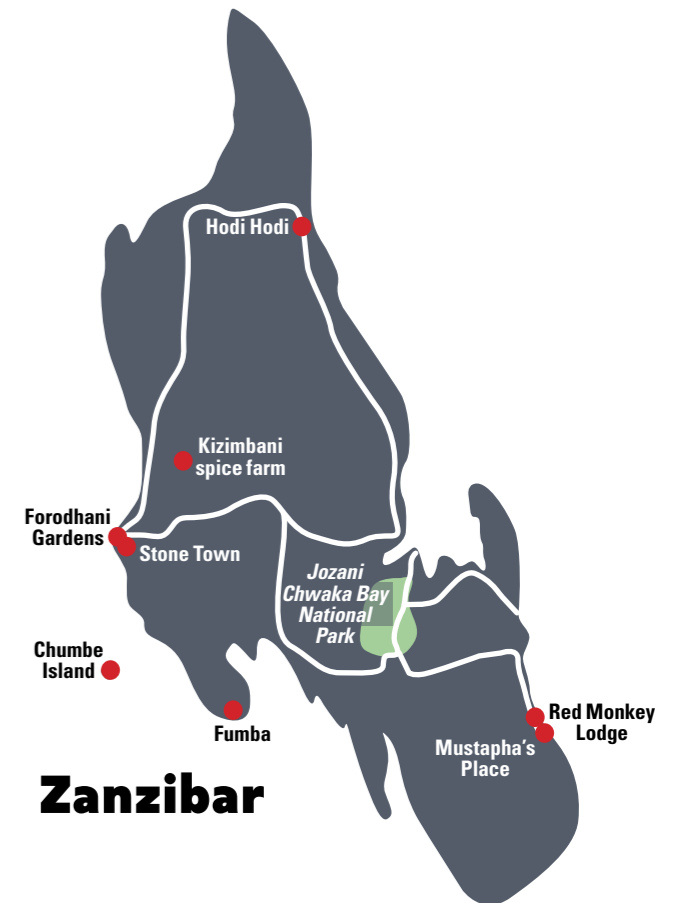 Hodi Hodi
Kizimbani
spice farm
Forodhani
Gardens
Stone Town
Jozani
Chwaka Bay
National
Park
Chumbe
Island
Fumba
Red Monkey
Lodge
Mustapha's
Place
Zanzibar